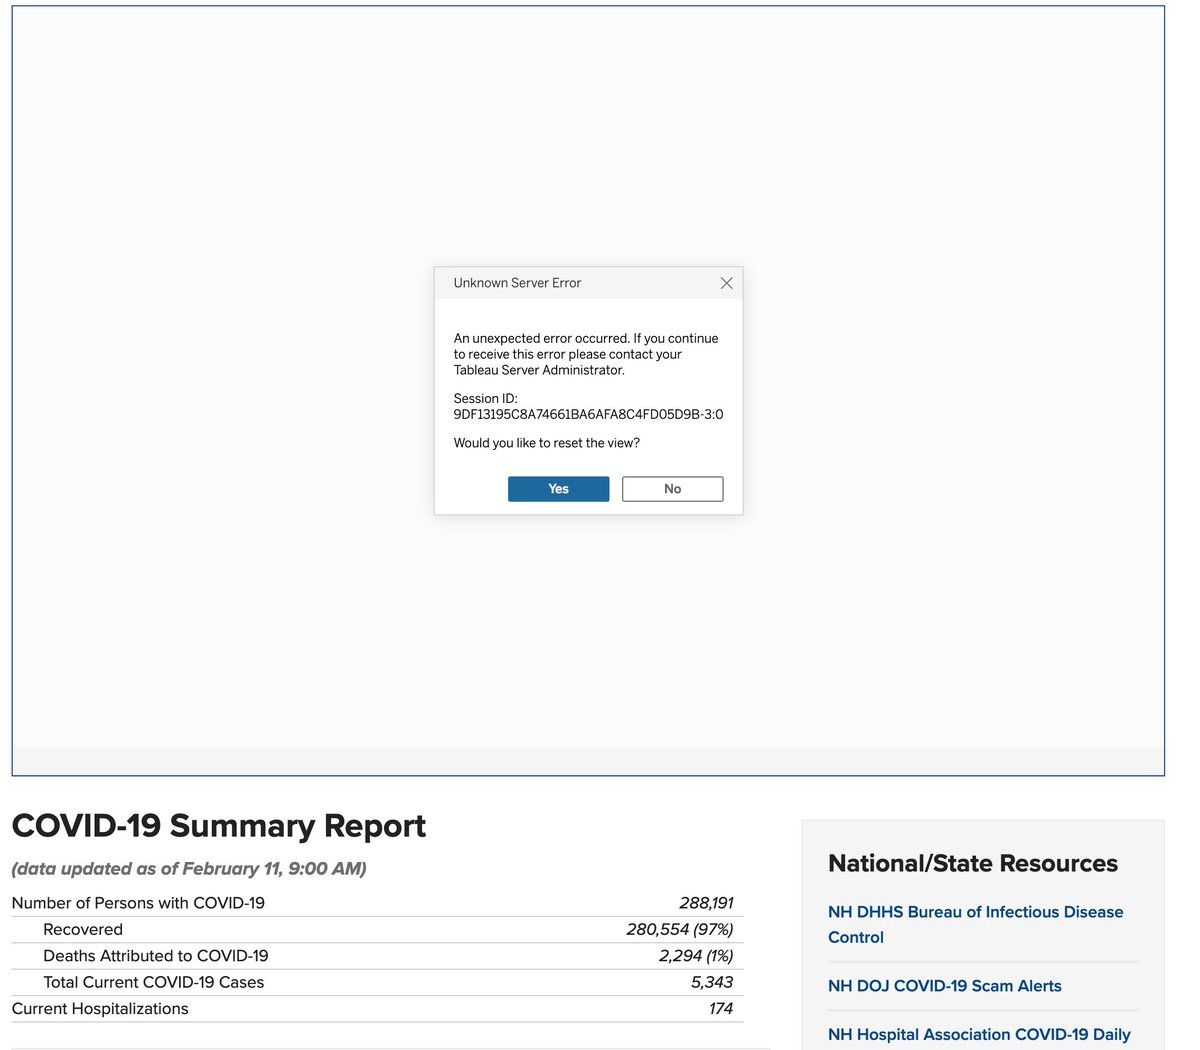 Unknown Server Error
An unexpected error occurred. If you continue
to receive this error please contact your
Tableau Server Administrator.
Session ID:
9DF13195C8A74661BA6AFA8C4FD05D9B-3:0
Would you like to reset the view?
Yes No
COVID-19 Summary Report
(data updated as of February 11, 9:00 AM)
Number of Persons with COVID-19 288,191
Recovered 280,554 (97%)
Deaths Attributed to COVID-19 2,294 (1%)
Total Current COVID-19 Cases 5,343
Current Hospitalizations 174
National/State Resources
NH DHHS Bureau of Infectious Disease
Control
NH DOJ COVID-19 Scam Alerts
NH Hospital Association COVID-19 Daily